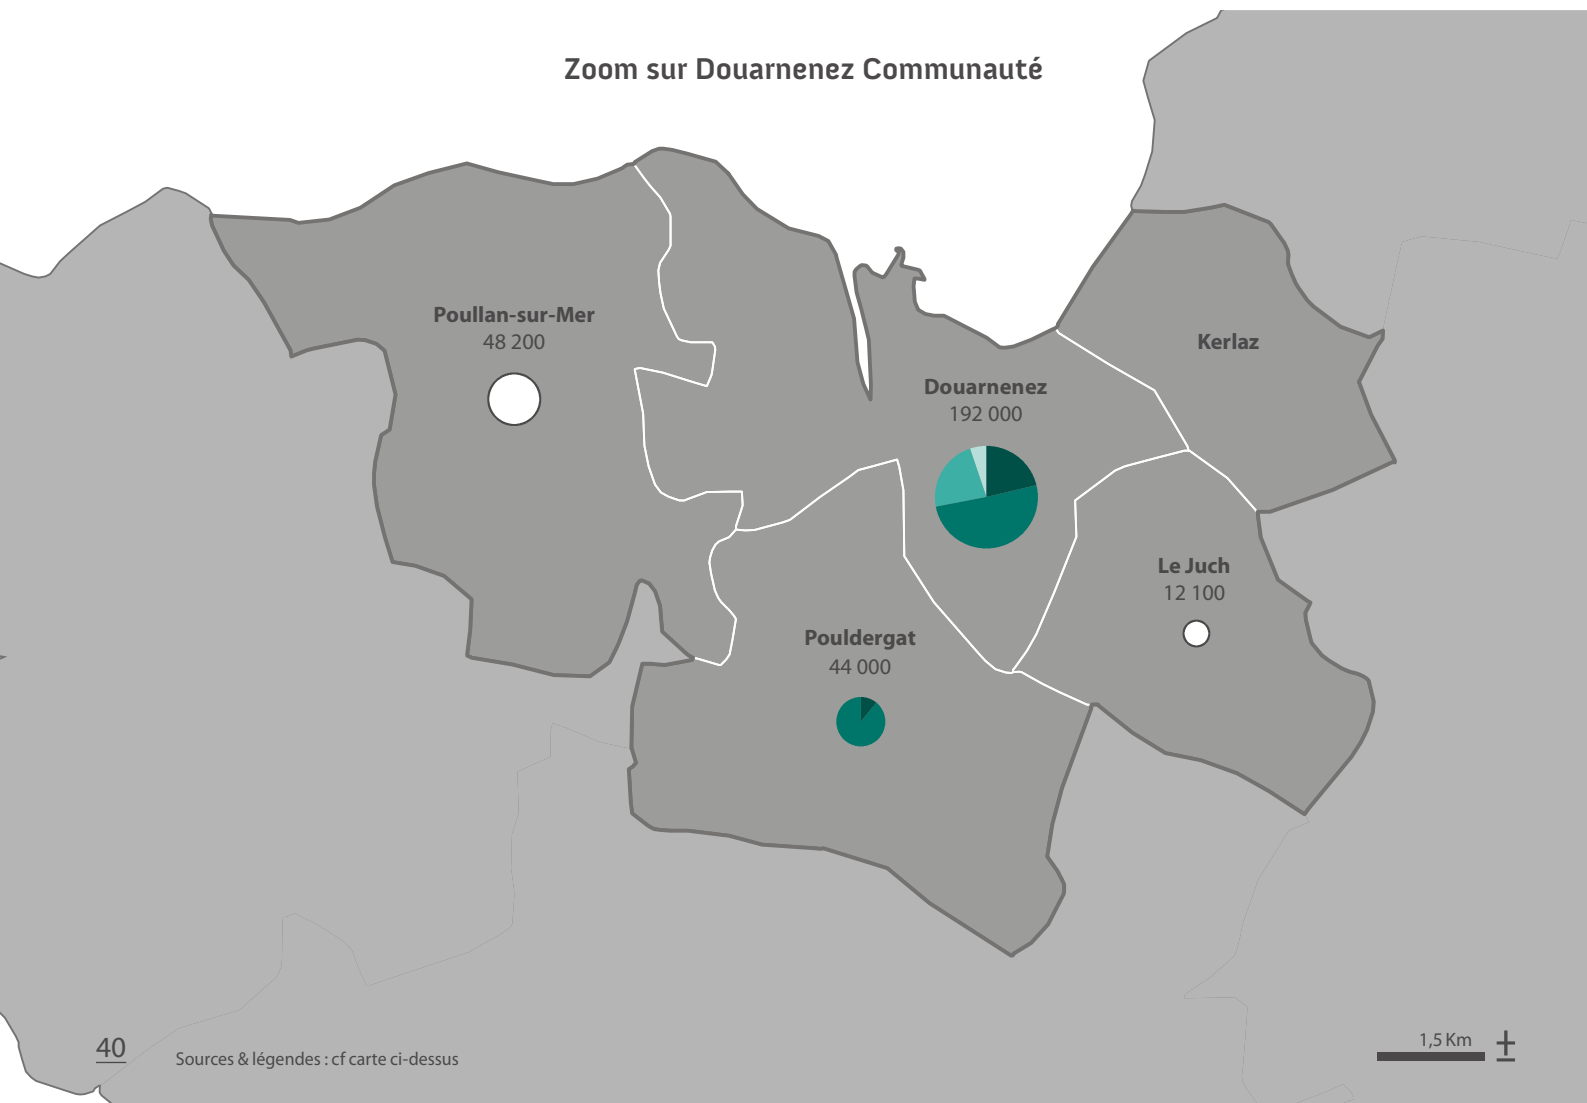 Zoom sur Douarnenez Communauté
Poullan-sur-Mer
48 200
Kerlaz
Douarnenez
192 000
Le Juch
12 100
Pouldergat
44 000
40
Sources & légendes : cf carte ci-dessus
1,5 Km